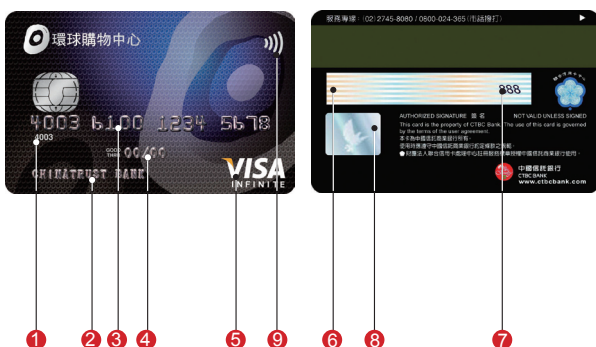 環球購物中心
4003 6100 1234 5678
4003
GOOD THRU 00/00
CHINATRUST BANK
VISA
INFINITE
服務專線：(02) 2745-8080 / 0800-024-365 (市話撥打)
888
AUTHORIZED SIGNATURE 簽 名 NOT VALID UNLESS SIGNED
This card is the property of CTBC Bank. The use of this card is governed
by the terms of the user agreement.
本卡為中國信託商業銀行所有，
使用時應遵守中國信託商業銀行約定條款之規範。
中國信託銀行
CTBC BANK
www.ctbcbank.com
1 2 3 4 5 9 6 8 7